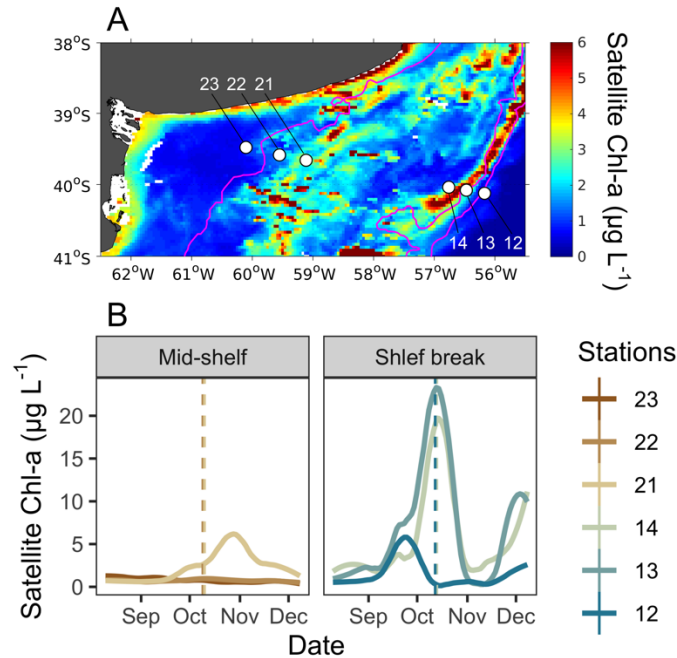 A
38°S
39°S
40°S
41°S
23 22 21
14 13 12
62°W 61°W 60°W 59°W 58°W 57°W 56°W
6
5
4
3
2
1
0
Satellite Chl-a (µg L⁻¹)
B
Mid-shelf
Shlef break
Satellite Chl-a (µg L⁻¹)
20
15
10
5
0
Sep Oct Nov Dec
Sep Oct Nov Dec
Date
Stations
23
22
21
14
13
12